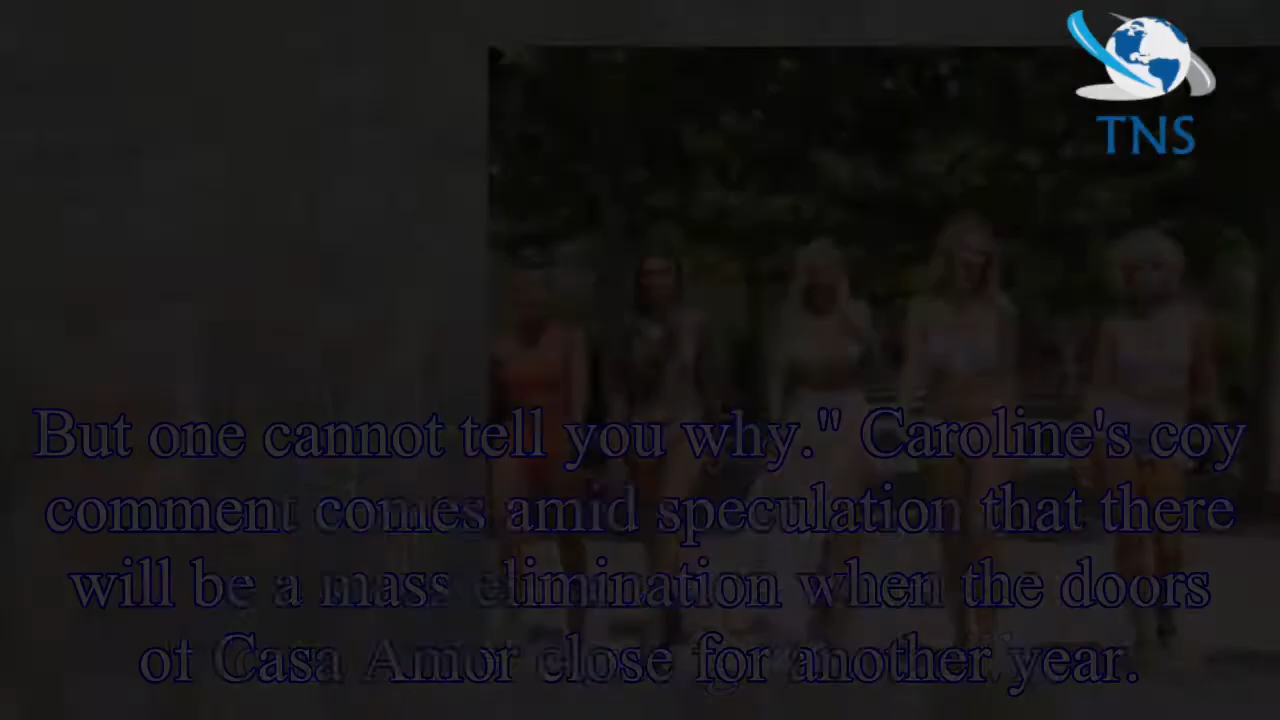 TNS
But one cannot tell you why." Caroline's coy
comment comes amid speculation that there
will be a mass elimination when the doors
of Casa Amor close for another year.